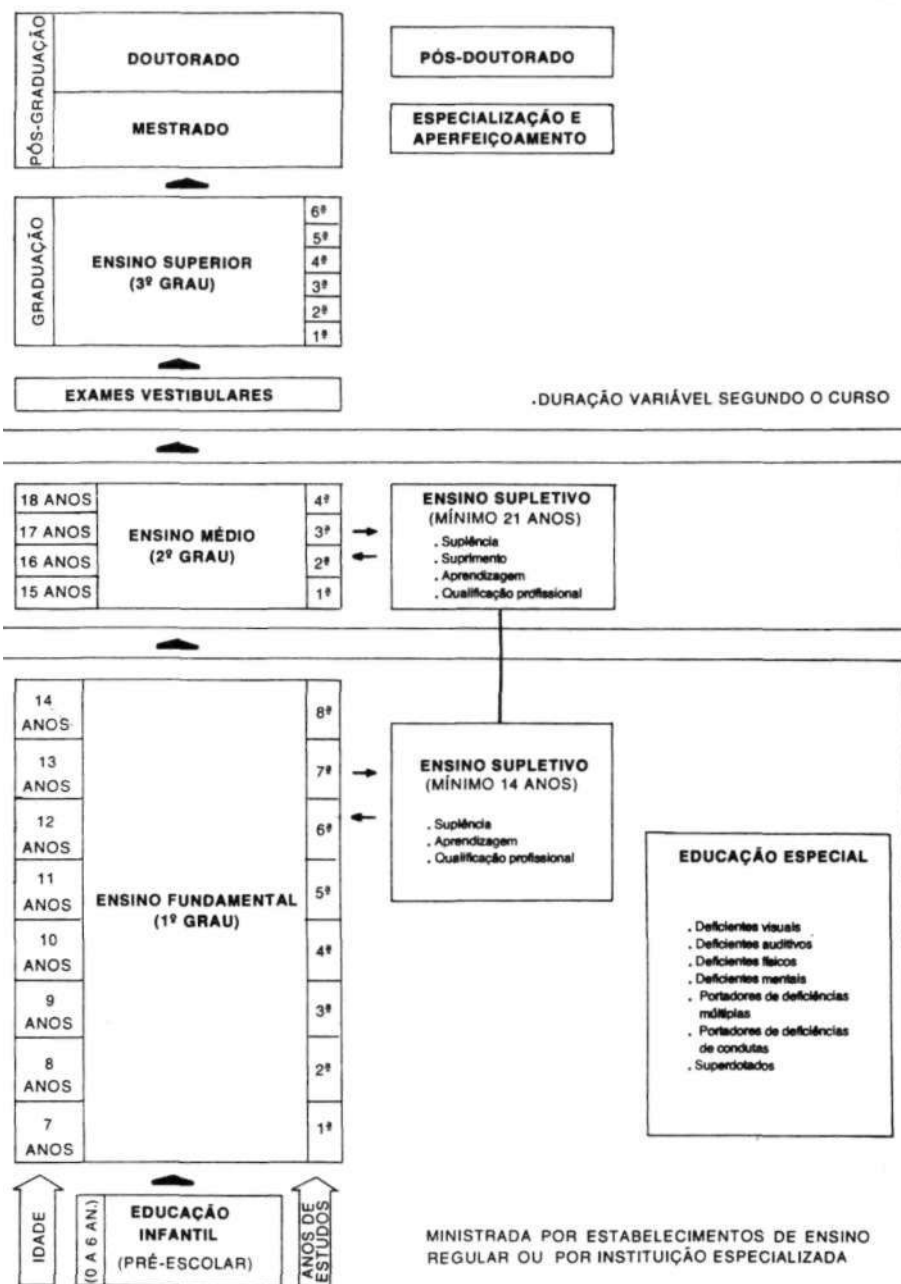 PÓS-GRADUAÇÃO
DOUTORADO
MESTRADO
PÓS-DOUTORADO
ESPECIALIZAÇÃO E
APERFEIÇOAMENTO
GRADUAÇÃO
ENSINO SUPERIOR
(3º GRAU)
6ª
5ª
4ª
3ª
2ª
1ª
EXAMES VESTIBULARES
.DURAÇÃO VARIÁVEL SEGUNDO O CURSO
18 ANOS
17 ANOS
16 ANOS
15 ANOS
ENSINO MÉDIO
(2º GRAU)
4ª
3ª
2ª
1ª
ENSINO SUPLETIVO
(MÍNIMO 21 ANOS)
. Suplência
. Suprimento
. Aprendizagem
. Qualificação profissional
14
ANOS
13
ANOS
12
ANOS
11
ANOS
10
ANOS
9
ANOS
8
ANOS
7
ANOS
ENSINO FUNDAMENTAL
(1º GRAU)
8ª
7ª
6ª
5ª
4ª
3ª
2ª
1ª
ENSINO SUPLETIVO
(MÍNIMO 14 ANOS)
. Suplência
. Aprendizagem
. Qualificação profissional
EDUCAÇÃO ESPECIAL
. Deficientes visuais
. Deficientes auditivos
. Deficientes físicos
. Deficientes mentais
. Portadores de deficiências
múltiplas
. Portadores de deficiências
de condutas
. Superdotados
IDADE
(0 A 6 AN.)
EDUCAÇÃO
INFANTIL
(PRÉ-ESCOLAR)
ANOS DE
ESTUDOS
MINISTRADA POR ESTABELECIMENTOS DE ENSINO
REGULAR OU POR INSTITUIÇÃO ESPECIALIZADA